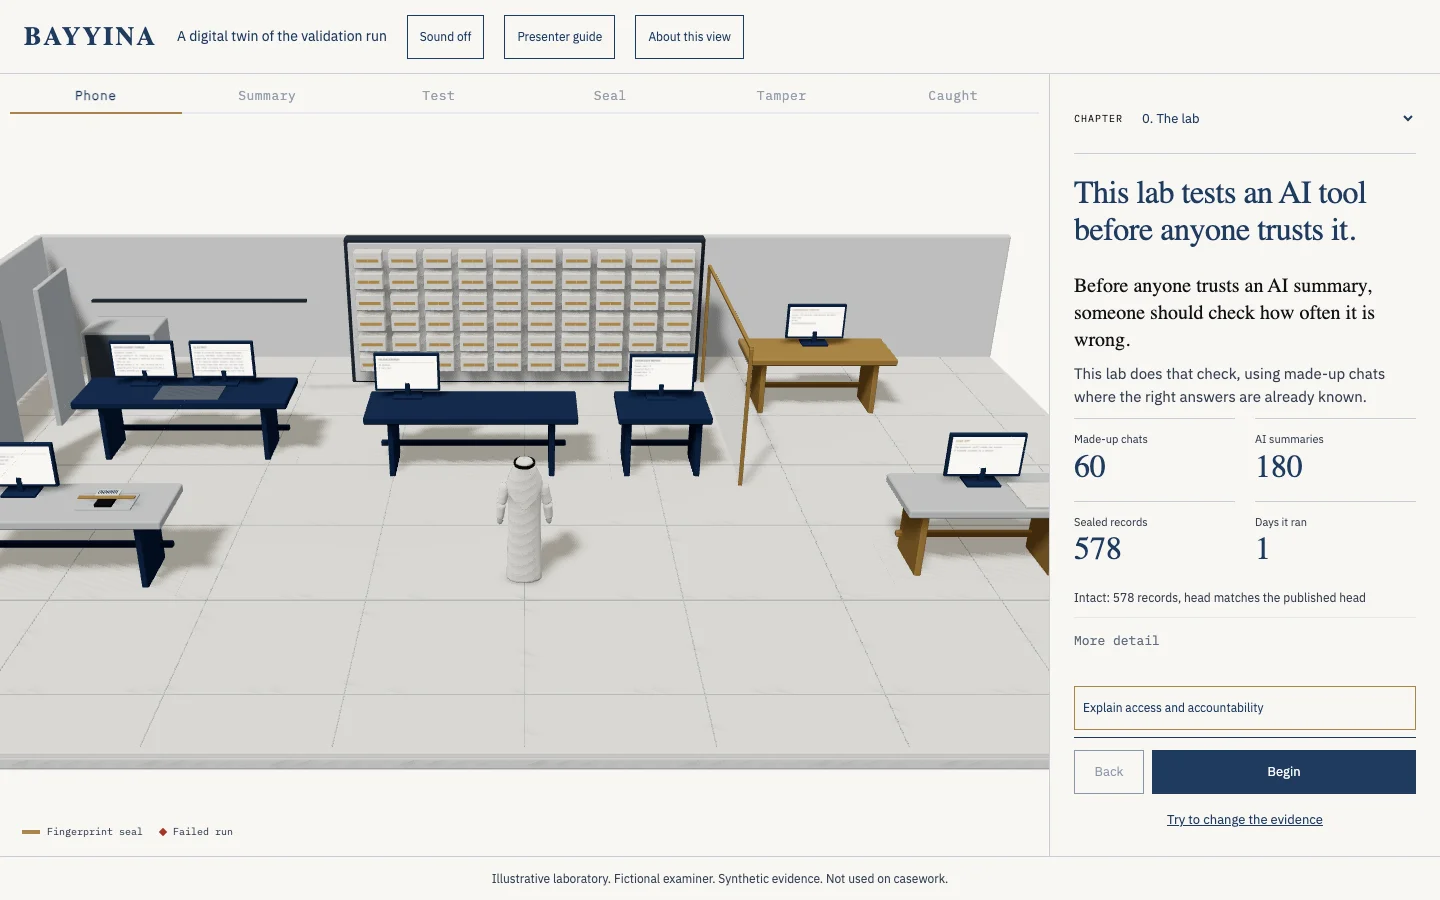 BAYYINA
A digital twin of the validation run
Sound off
Presenter guide
About this view
Phone
Summary
Test
Seal
Tamper
Caught
CHAPTER
0. The lab
This lab tests an AI tool
before anyone trusts it.
Before anyone trusts an AI summary,
someone should check how often it is
wrong.
This lab does that check, using made-up chats
where the right answers are already known.
Made-up chats
60
AI summaries
180
Sealed records
578
Days it ran
1
Intact: 578 records, head matches the published head
More detail
Explain access and accountability
Back
Begin
Try to change the evidence
Fingerprint seal
Failed run
Illustrative laboratory. Fictional examiner. Synthetic evidence. Not used on casework.